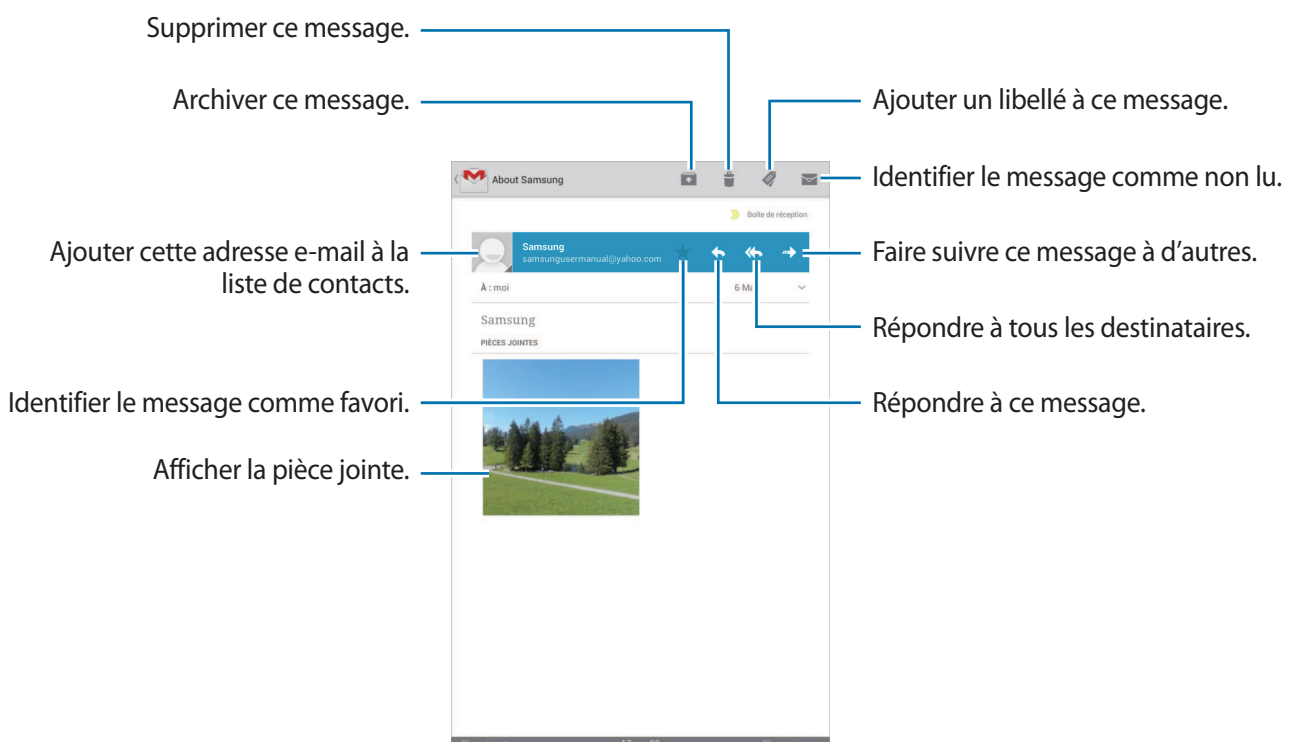 Supprimer ce message.
Archiver ce message.
Ajouter un libellé à ce message.
About Samsung
Identifier le message comme non lu.
Boîte de réception
Ajouter cette adresse e-mail à la
liste de contacts.
Samsung
samsungusermanual@yahoo.com
Faire suivre ce message à d'autres.
À : moi
6
Samsung
Répondre à tous les destinataires.
PIÈCES JOINTES
Identifier le message comme favori.
Répondre à ce message.
Afficher la pièce jointe.